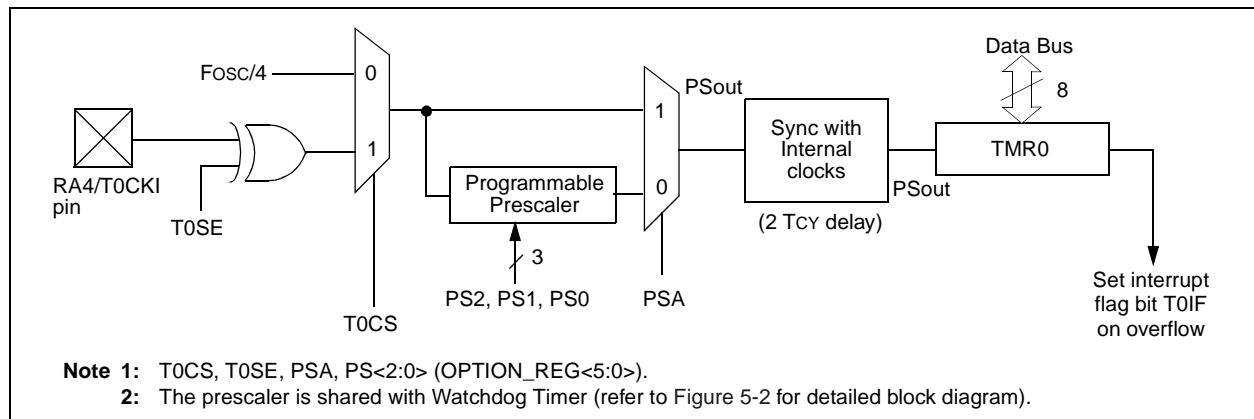 Data Bus
FOSC/4
0
PSout
8
1
1
Sync with
Internal
clocks
TMR0
RA4/T0CKI
pin
Programmable
Prescaler
0
PSout
T0SE
(2 TCY delay)
3
PS2, PS1, PS0
PSA
Set interrupt
flag bit T0IF
on overflow
T0CS
Note 1: T0CS, T0SE, PSA, PS<2:0> (OPTION_REG<5:0>).
2: The prescaler is shared with Watchdog Timer (refer to Figure 5-2 for detailed block diagram).